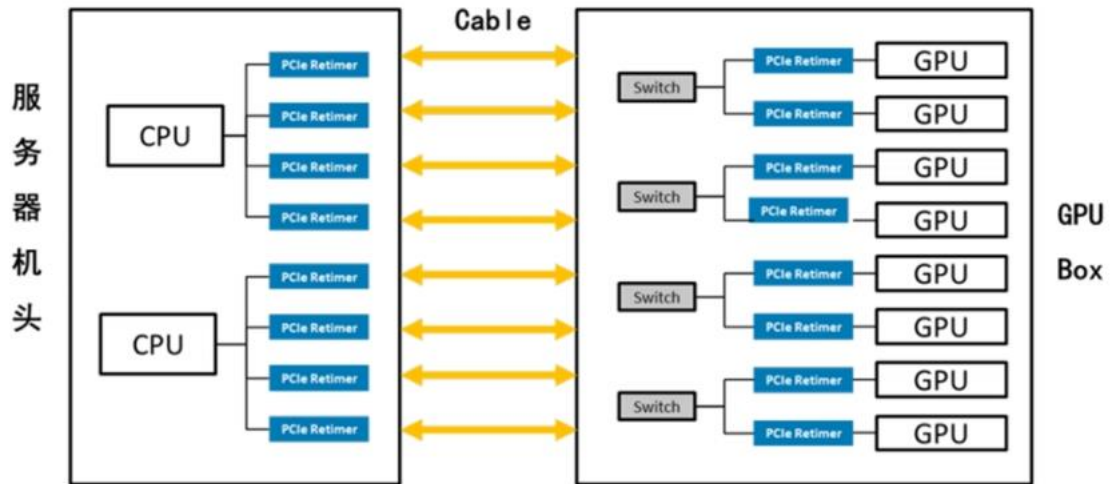 Cable
服务器机头
CPU
PCIe Retimer
PCIe Retimer
PCIe Retimer
PCIe Retimer
CPU
PCIe Retimer
PCIe Retimer
PCIe Retimer
PCIe Retimer
Switch
PCIe Retimer
GPU
PCIe Retimer
GPU
Switch
PCIe Retimer
GPU
PCIe Retimer
GPU
Switch
PCIe Retimer
GPU
PCIe Retimer
GPU
Switch
PCIe Retimer
GPU
PCIe Retimer
GPU
GPU
Box